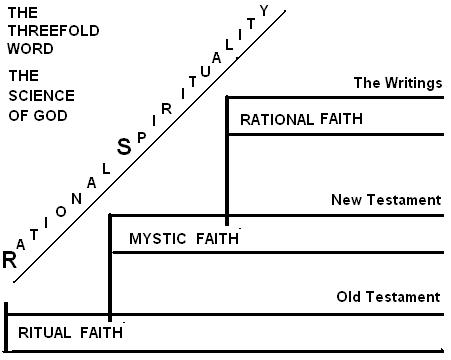 THE
THREEFOLD
WORD
THE
SCIENCE
OF GOD
RATIONAL SPIRITUALITY
The Writings
RATIONAL FAITH
New Testament
MYSTIC FAITH
Old Testament
RITUAL FAITH